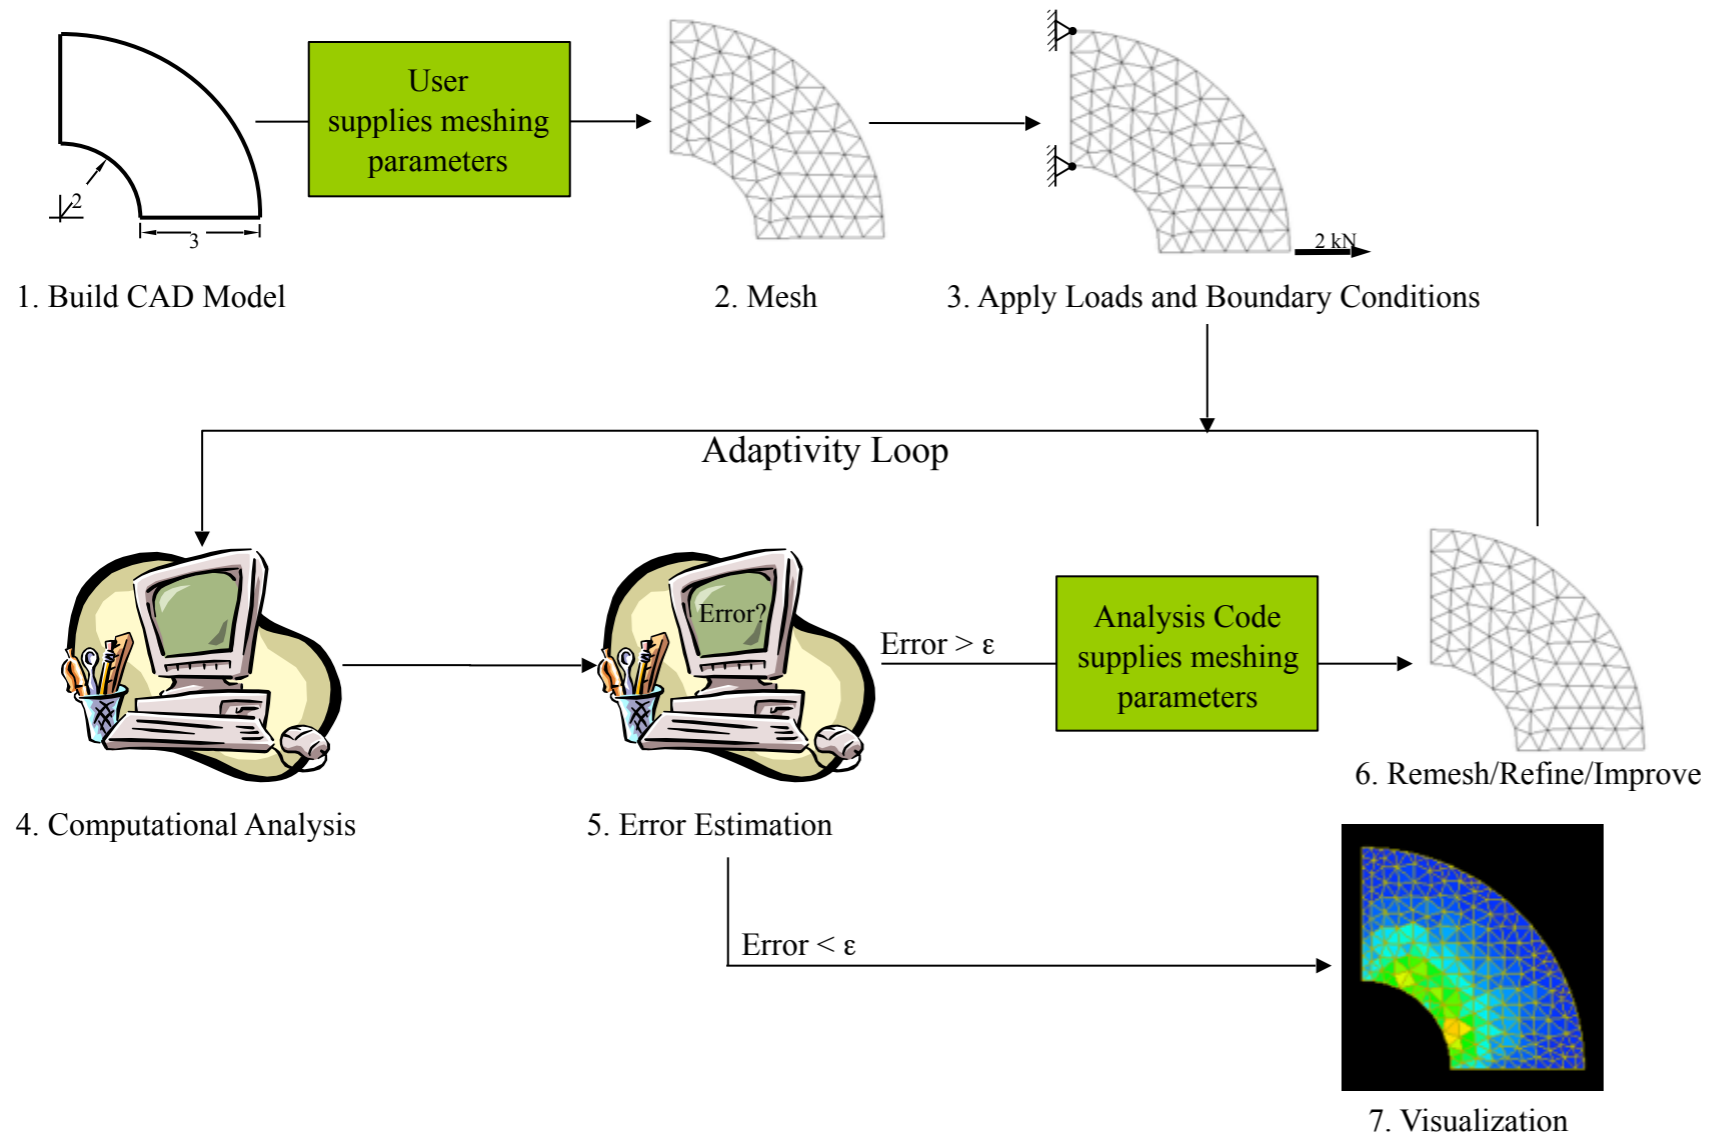 User
supplies meshing
parameters
2
3
2 kN
1. Build CAD Model
2. Mesh
3. Apply Loads and Boundary Conditions
Adaptivity Loop
Error?
Error > ε
Analysis Code
supplies meshing
parameters
6. Remesh/Refine/Improve
4. Computational Analysis
5. Error Estimation
Error < ε
7. Visualization